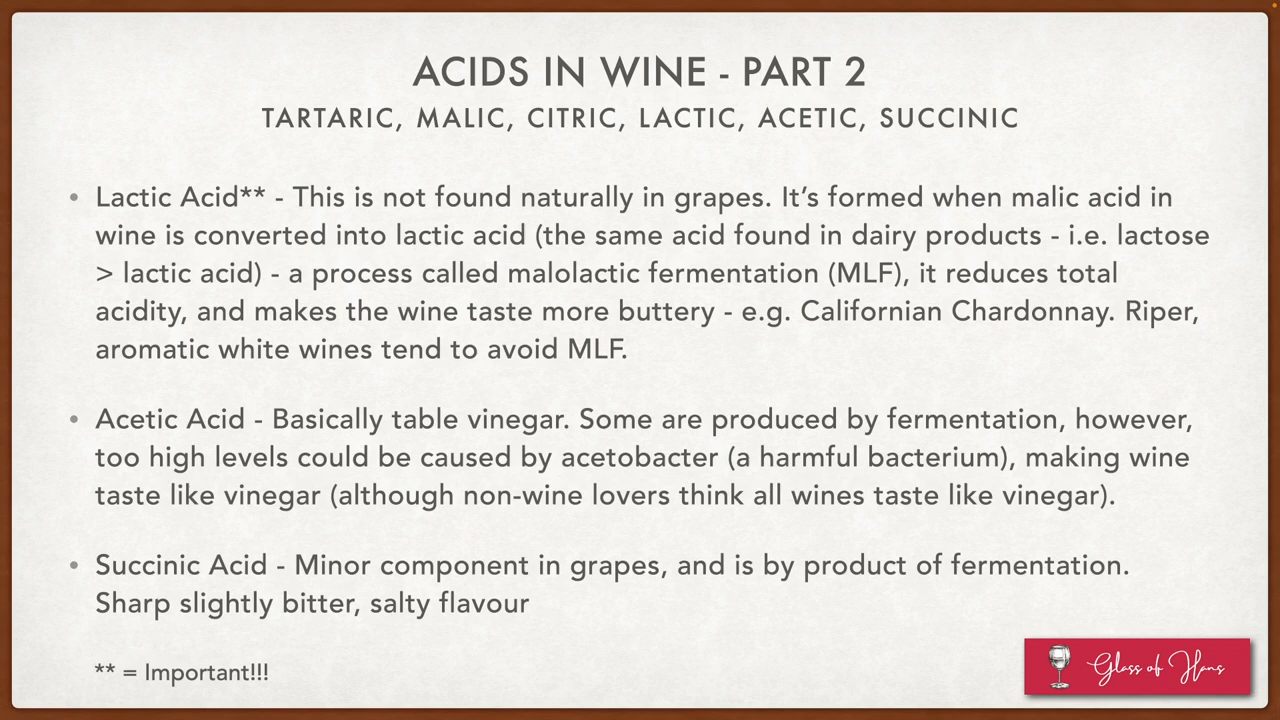 ACIDS IN WINE - PART 2
TARTARIC, MALIC, CITRIC, LACTIC, ACETIC, SUCCINIC
• Lactic Acid** - This is not found naturally in grapes. It’s formed when malic acid in
wine is converted into lactic acid (the same acid found in dairy products - i.e. lactose
> lactic acid) - a process called malolactic fermentation (MLF), it reduces total
acidity, and makes the wine taste more buttery - e.g. Californian Chardonnay. Riper,
aromatic white wines tend to avoid MLF.
• Acetic Acid - Basically table vinegar. Some are produced by fermentation, however,
too high levels could be caused by acetobacter (a harmful bacterium), making wine
taste like vinegar (although non-wine lovers think all wines taste like vinegar).
• Succinic Acid - Minor component in grapes, and is by product of fermentation.
Sharp slightly bitter, salty flavour
** = Important!!!
Glass of Hans